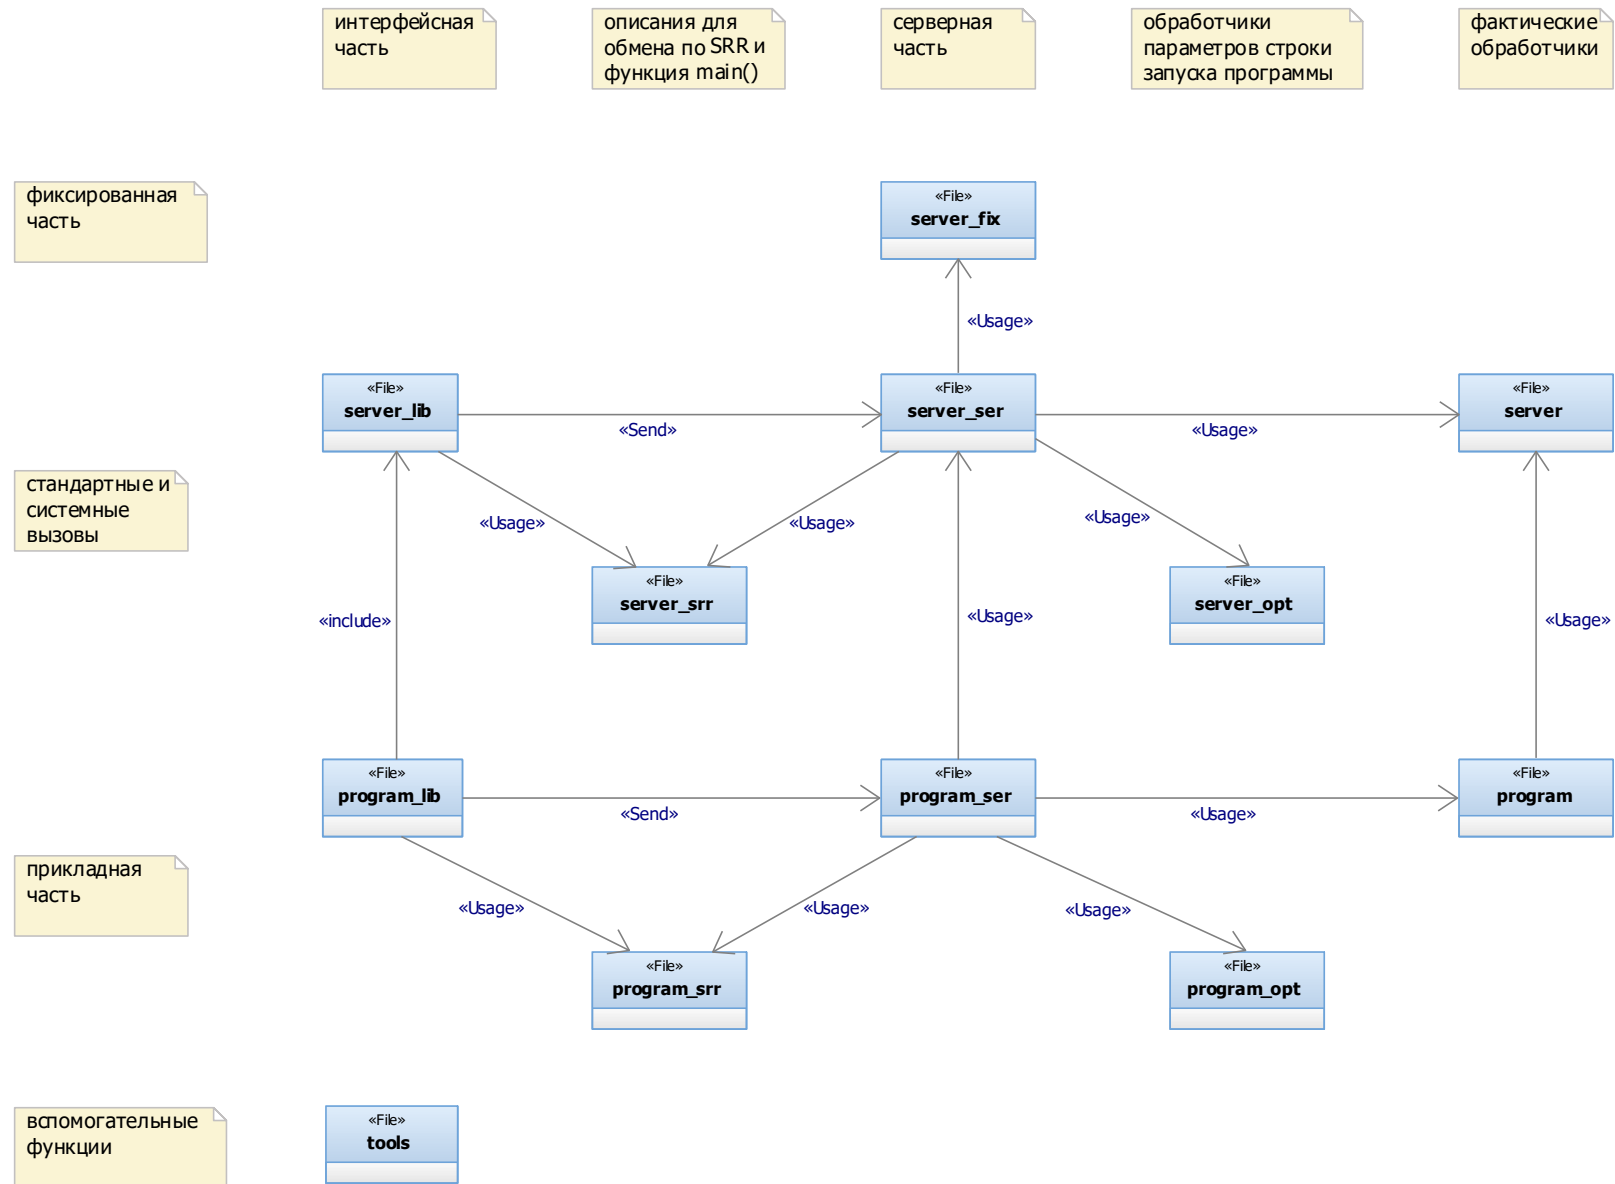 интерфейсная
часть
описания для
обмена по SRR и
функция main()
серверная
часть
обработчики
параметров строки
запуска программы
фактические
обработчики
фиксированная
часть
«File»
server_fix
«Usage»
«File»
server_lib
«Send»
«File»
server_ser
«Usage»
«File»
server
стандартные и
системные
вызовы
«Usage»
«Usage»
«Usage»
«File»
server_srr
«File»
server_opt
«include»
«Usage»
«Usage»
«File»
program_lib
«Send»
«File»
program_ser
«Usage»
«File»
program
прикладная
часть
«Usage»
«Usage»
«Usage»
«File»
program_srr
«File»
program_opt
вспомогательные
функции
«File»
tools